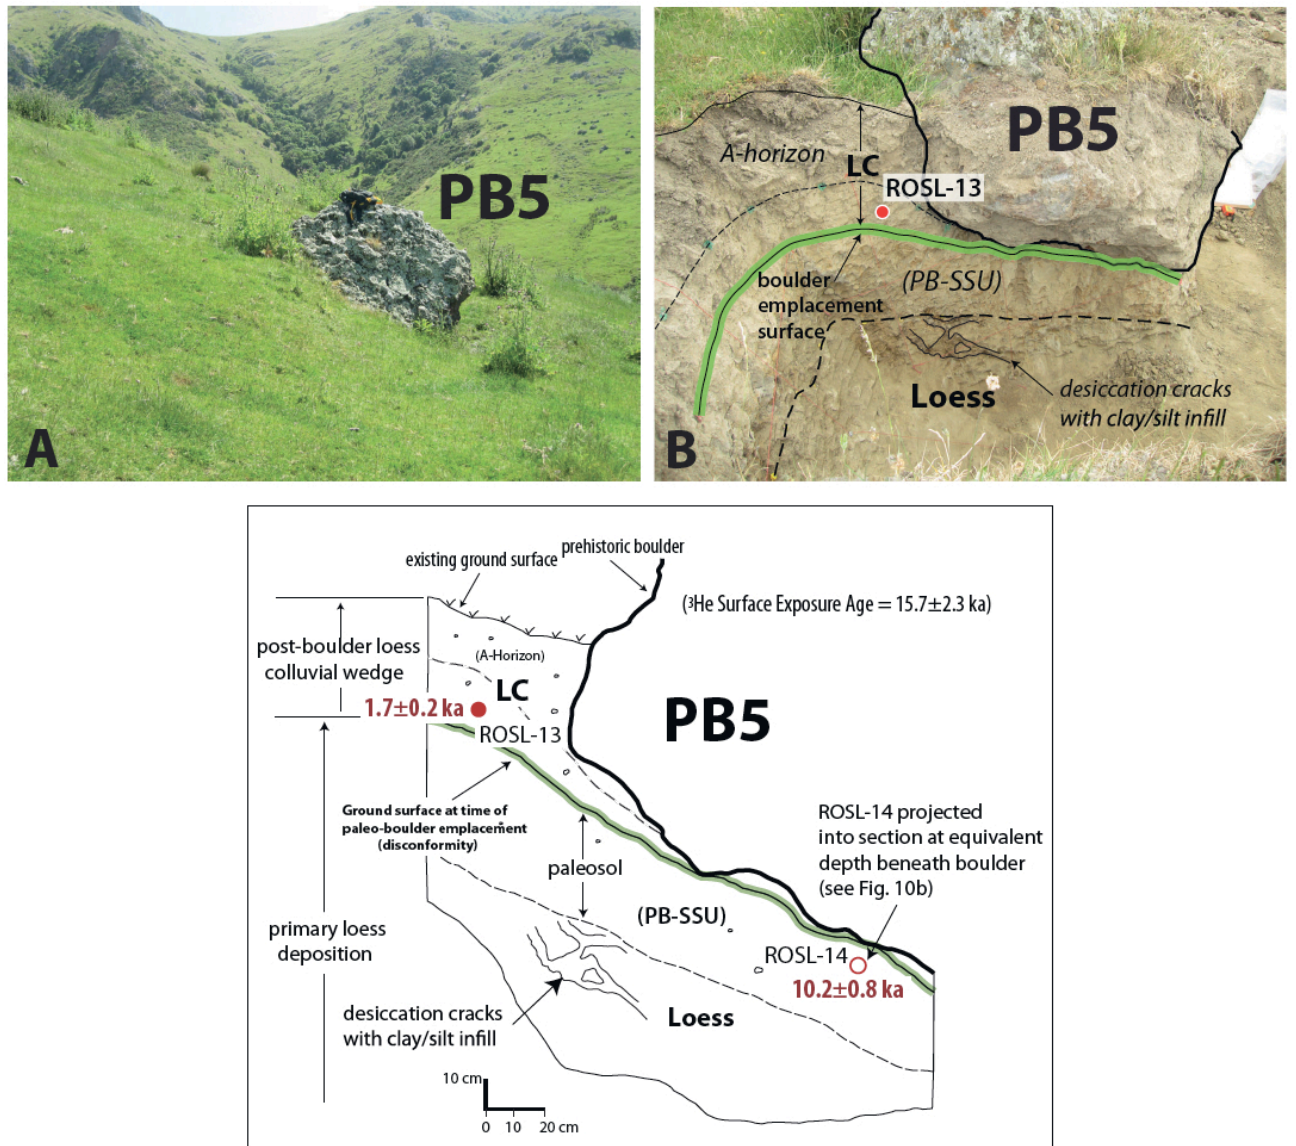 PB5
A
PB5
A-horizon
LC
ROSL-13
boulder
emplacement
surface
(PB-SSU)
Loess
desiccation cracks
with clay/silt infill
B
existing ground surface
prehistoric boulder
(³He Surface Exposure Age = 15.7±2.3 ka)
post-boulder loess
colluvial wedge
(A-Horizon)
LC
1.7±0.2 ka
ROSL-13
PB5
Ground surface at time of
paleo-boulder emplacement
(disconformity)
ROSL-14 projected
into section at equivalent
depth beneath boulder
(see Fig. 10b)
paleosol
(PB-SSU)
primary loess
deposition
ROSL-14
10.2±0.8 ka
desiccation cracks
with clay/silt infill
Loess
10 cm
0 10 20 cm